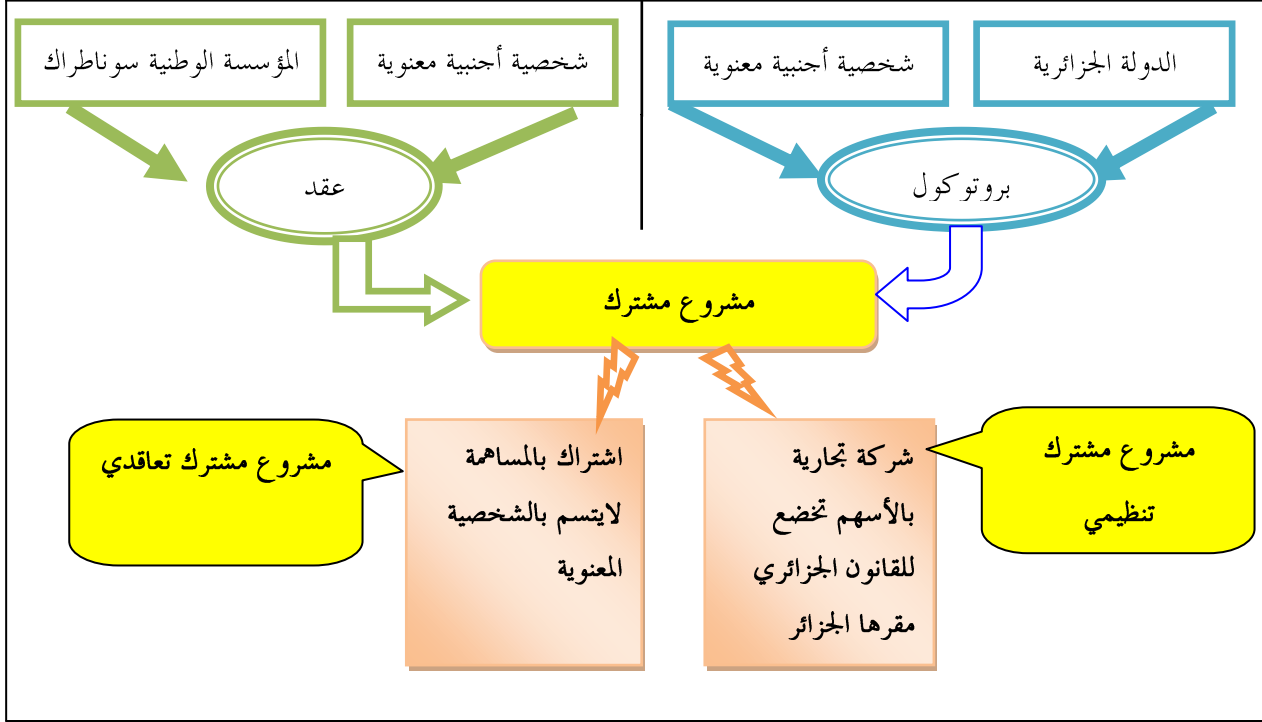 الدولة الجزائرية
شخصية أجنبية معنوية
شخصية أجنبية معنوية
المؤسسة الوطنية سوناطراك
بروتوكول
عقد
مشروع مشترك
مشروع مشترك
تنظيمي
شركة تجارية
بالأسهم تخضع
للقانون الجزائري
مقرها الجزائر
اشتراك بالمساهمة
لايتسم بالشخصية
المعنوية
مشروع مشترك تعاقدي